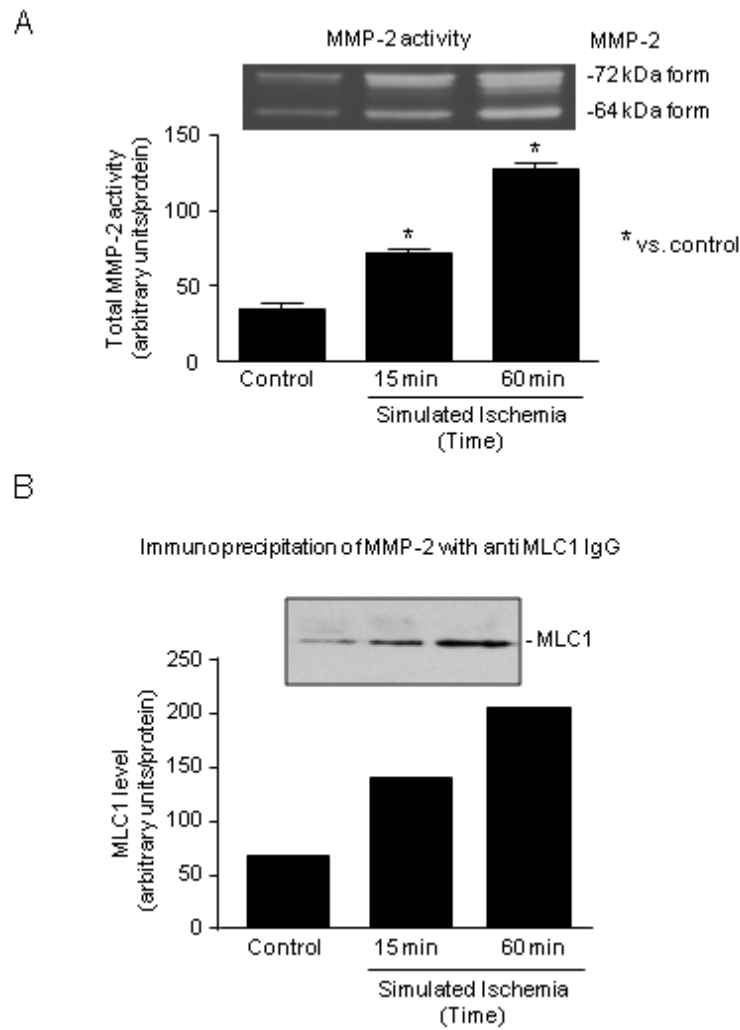 A
MMP-2 activity
MMP-2
-72 kDa form
-64 kDa form
Total MMP-2 activity
(arbitrary units/protein)
150
100
50
0
*
*
* vs. control
Control
15 min
60 min
Simulated Ischemia
(Time)
B
Immunoprecipitation of MMP-2 with anti MLC1 IgG
- MLC1
MLC1 level
(arbitrary units/protein)
250
200
150
100
50
0
Control
15 min
60 min
Simulated Ischemia
(Time)